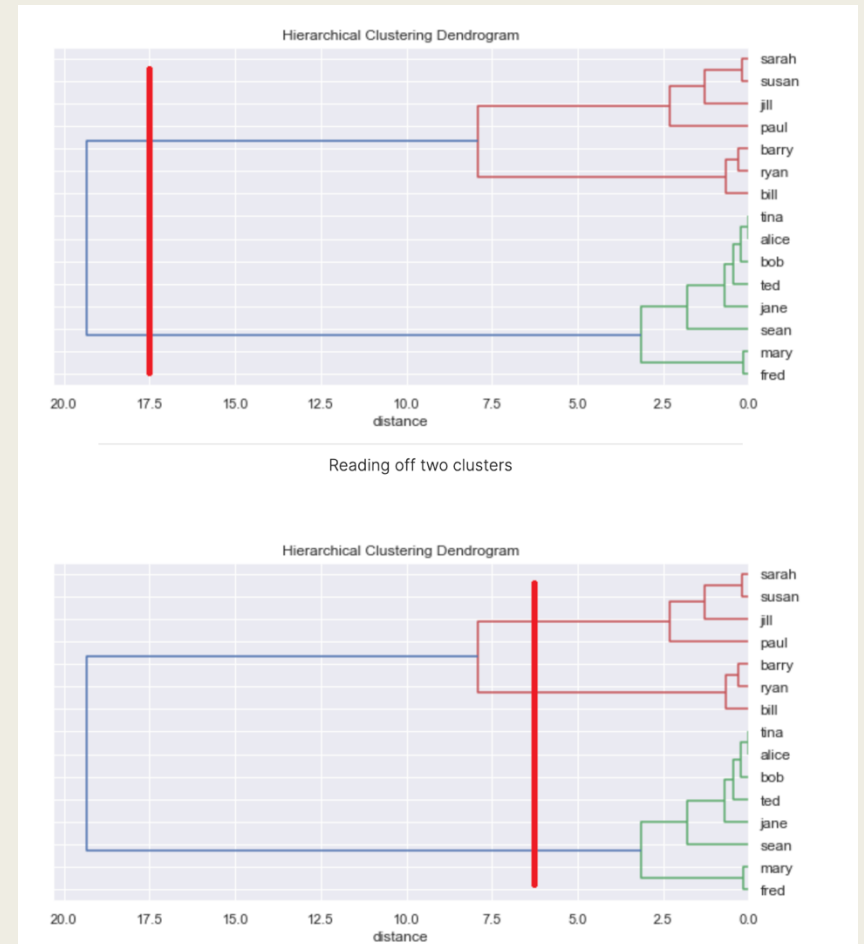 Hierarchical Clustering Dendrogram
sarah
susan
jill
paul
barry
ryan
bill
tina
alice
bob
ted
jane
sean
mary
fred
20.0 17.5 15.0 12.5 10.0 7.5 5.0 2.5 0.0
distance
Reading off two clusters
Hierarchical Clustering Dendrogram
sarah
susan
jill
paul
barry
ryan
bill
tina
alice
bob
ted
jane
sean
mary
fred
20.0 17.5 15.0 12.5 10.0 7.5 5.0 2.5 0.0
distance